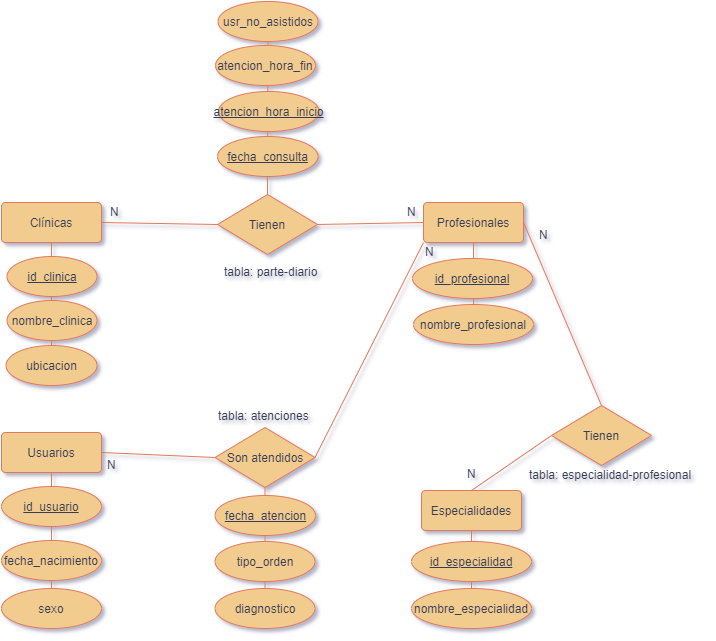 usr_no_asistidos
atencion_hora_fin
atencion_hora_inicio
fecha_consulta
Clínicas
N
Tienen
N
Profesionales
N
N
tabla: parte-diario
id_clinica
nombre_clinica
ubicacion
id_profesional
nombre_profesional
tabla: atenciones
Usuarios
N
Son atendidos
Tienen
tabla: especialidad-profesional
N
Especialidades
id_usuario
fecha_nacimiento
sexo
fecha_atencion
tipo_orden
diagnostico
id_especialidad
nombre_especialidad